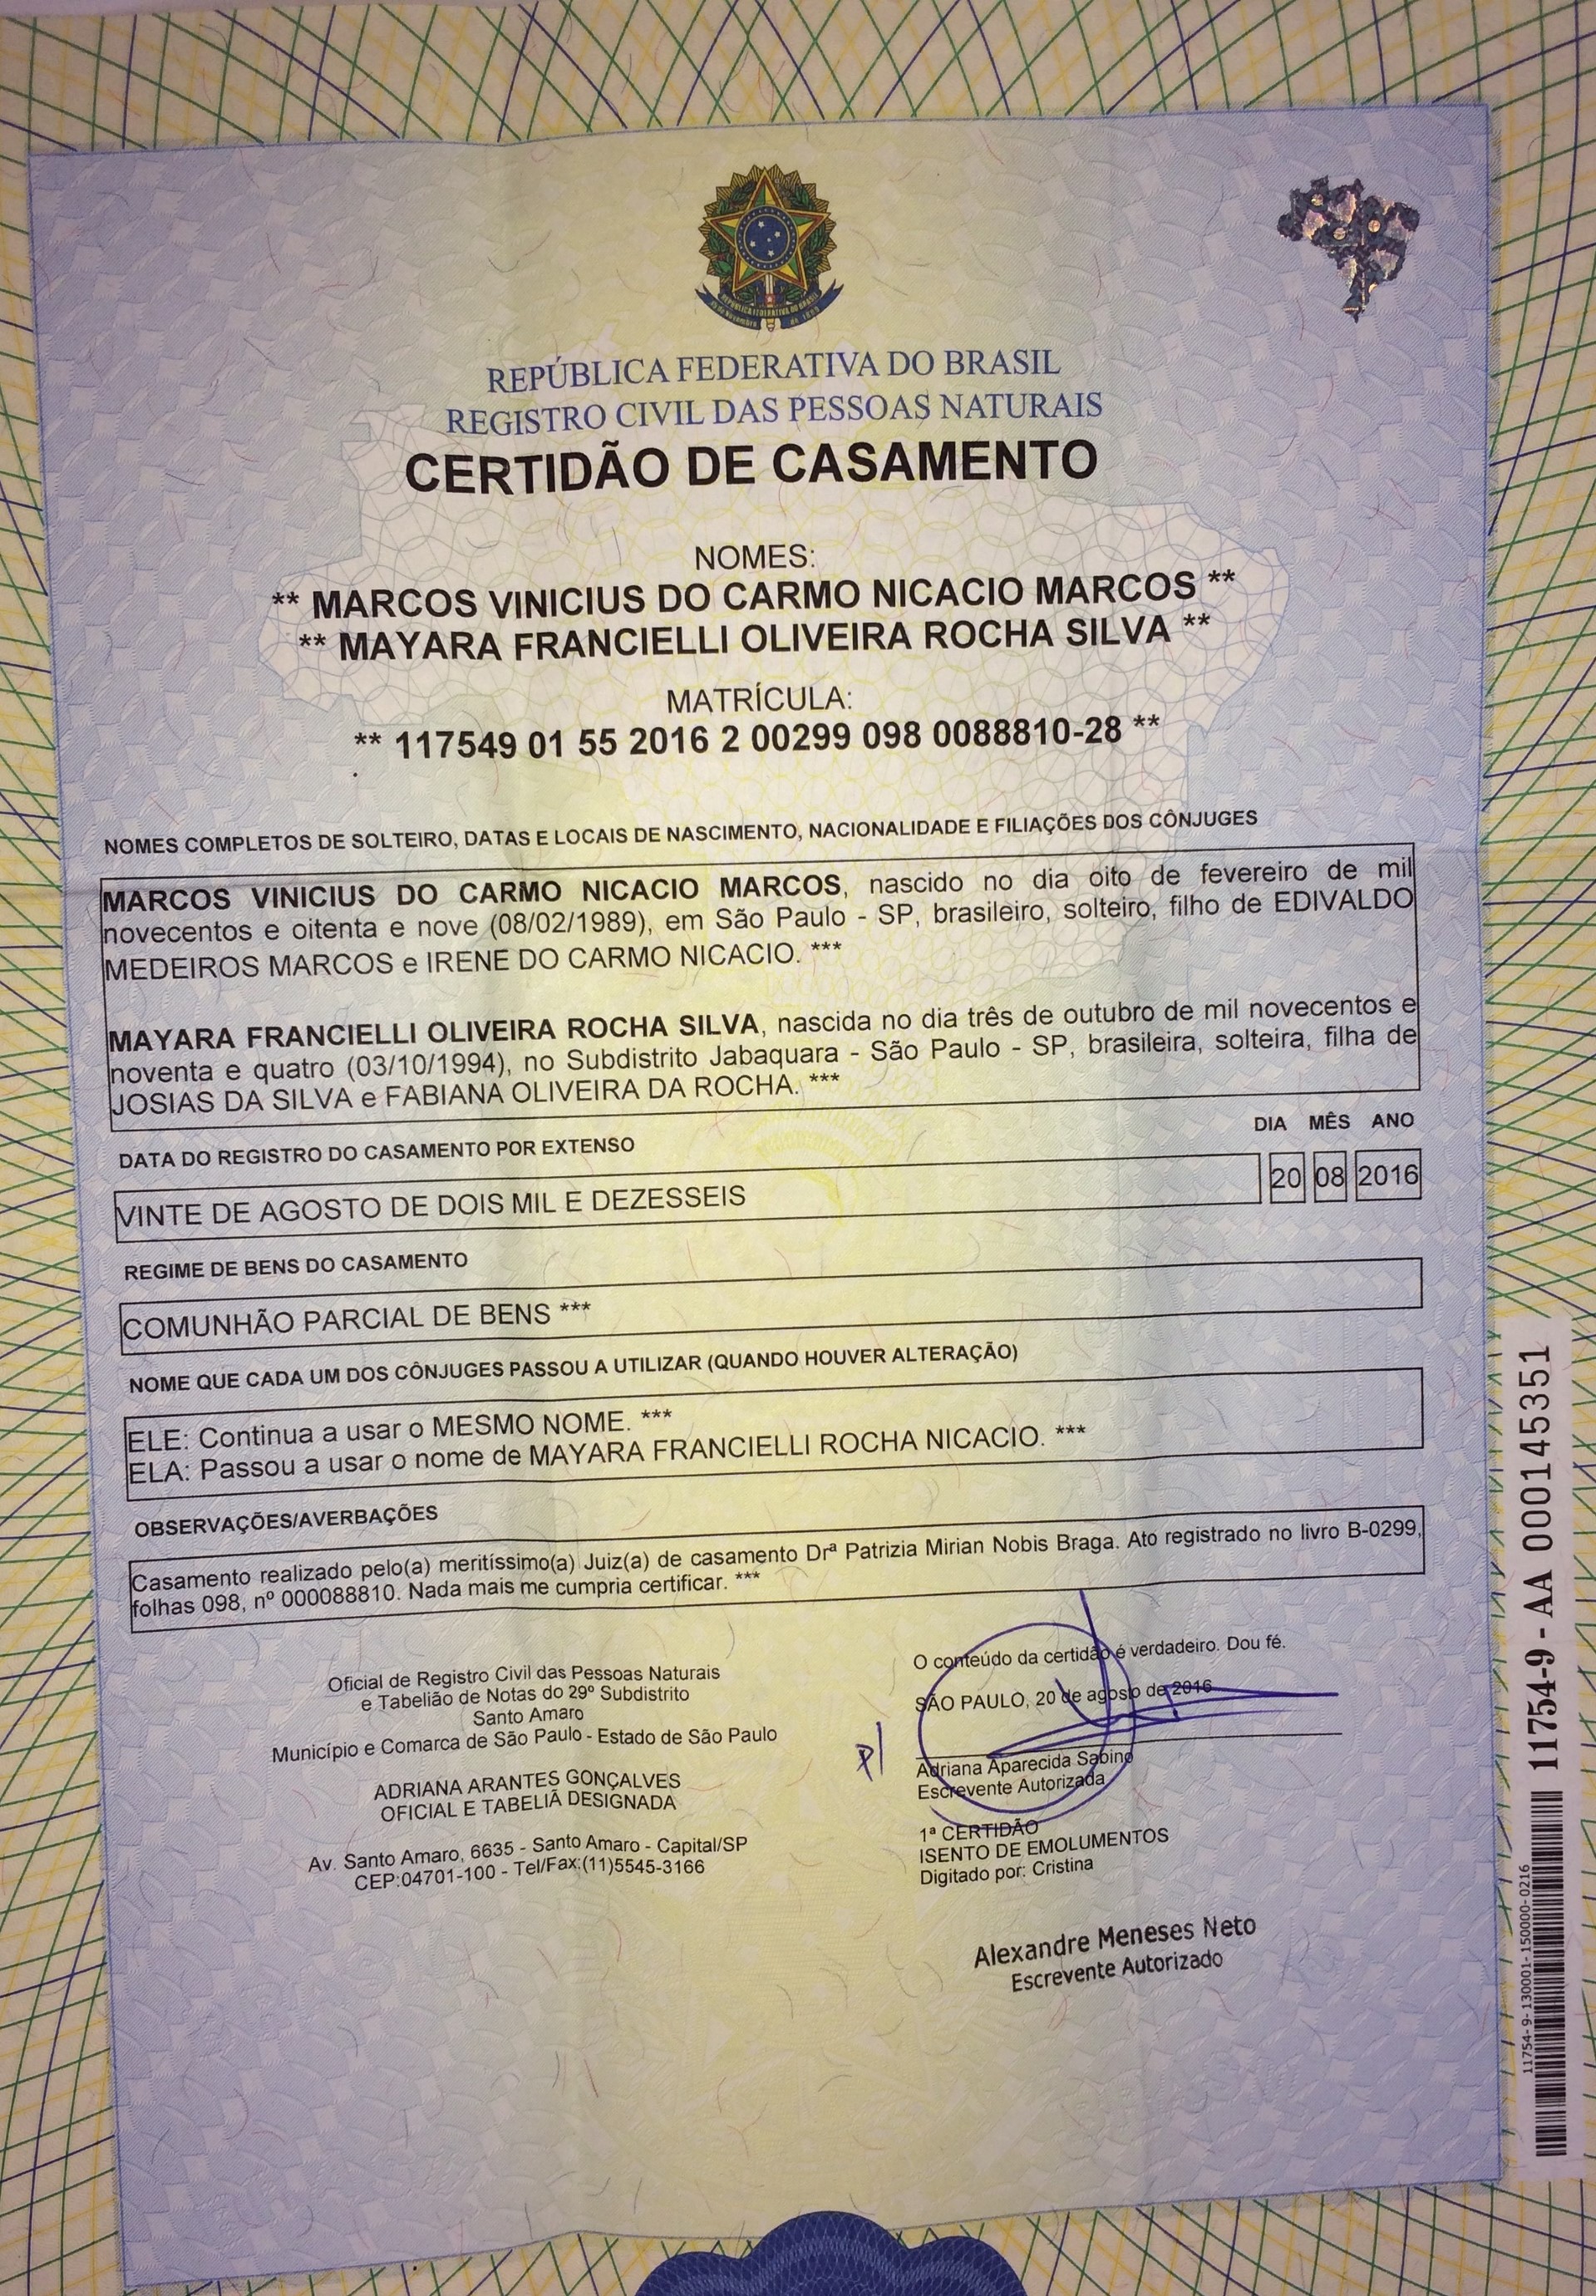 REPÚBLICA FEDERATIVA DO BRASIL
REGISTRO CIVIL DAS PESSOAS NATURAIS
CERTIDÃO DE CASAMENTO
NOMES:
** MARCOS VINICIUS DO CARMO NICACIO MARCOS **
** MAYARA FRANCIELLI OLIVEIRA ROCHA SILVA **
MATRÍCULA:
** 117549 01 55 2016 2 00299 098 0088810-28 **
NOMES COMPLETOS DE SOLTEIRO, DATAS E LOCAIS DE NASCIMENTO, NACIONALIDADE E FILIAÇÕES DOS CÔNJUGES
MARCOS VINICIUS DO CARMO NICACIO MARCOS, nascido no dia oito de fevereiro de mil
novecentos e oitenta e nove (08/02/1989), em São Paulo - SP, brasileiro, solteiro, filho de EDIVALDO
MEDEIROS MARCOS e IRENE DO CARMO NICACIO. ***
MAYARA FRANCIELLI OLIVEIRA ROCHA SILVA, nascida no dia três de outubro de mil novecentos e
noventa e quatro (03/10/1994), no Subdistrito Jabaquara - São Paulo - SP, brasileira, solteira, filha de
JOSIAS DA SILVA e FABIANA OLIVEIRA DA ROCHA. ***
DATA DO REGISTRO DO CASAMENTO POR EXTENSO
DIA MÊS ANO
VINTE DE AGOSTO DE DOIS MIL E DEZESSEIS
20 08 2016
REGIME DE BENS DO CASAMENTO
COMUNHÃO PARCIAL DE BENS ***
NOME QUE CADA UM DOS CÔNJUGES PASSOU A UTILIZAR (QUANDO HOUVER ALTERAÇÃO)
ELE: Continua a usar o MESMO NOME. ***
ELA: Passou a usar o nome de MAYARA FRANCIELLI ROCHA NICACIO. ***
OBSERVAÇÕES/AVERBAÇÕES
Casamento realizado pelo(a) meritíssimo(a) Juiz(a) de casamento Drª Patrizia Mirian Nobis Braga. Ato registrado no livro B-0299,
folhas 098, nº 000088810. Nada mais me cumpria certificar. ***
Oficial de Registro Civil das Pessoas Naturais
e Tabelião de Notas do 29º Subdistrito
Santo Amaro
Município e Comarca de São Paulo - Estado de São Paulo
ADRIANA ARANTES GONÇALVES
OFICIAL E TABELIÃ DESIGNADA
Av. Santo Amaro, 6635 - Santo Amaro - Capital/SP
CEP:04701-100 - Tel/Fax:(11)5545-3166
O conteúdo da certidão é verdadeiro. Dou fé.
SÃO PAULO, 20 de agosto de 2016
p/
Adriana Aparecida Sabino
Escrevente Autorizada
1ª CERTIDÃO
ISENTO DE EMOLUMENTOS
Digitado por: Cristina
Alexandre Meneses Neto
Escrevente Autorizado
11754-9 - AA 000145351
11754-9-130001-150000-0216